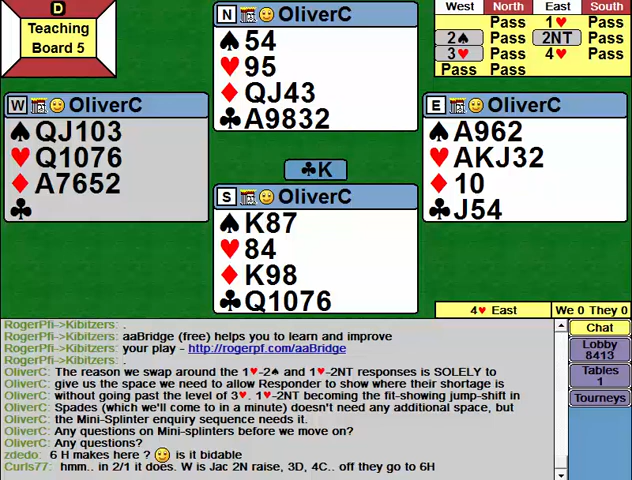 D
Teaching
Board 5
N OliverC
♠54
♥95
♦QJ43
♣A9832
West North East South
Pass 1♥ Pass
2♠ Pass 2NT Pass
3♥ Pass 4♥ Pass
Pass Pass
W OliverC
♠QJ103
♥Q1076
♦A7652
♣
♣K
E OliverC
♠A962
♥AKJ32
♦10
♣J54
S OliverC
♠K87
♥84
♦K98
♣Q1076
4♥ East We 0 They 0
RogerPfi->Kibitzers: .
RogerPfi->Kibitzers: aaBridge (free) helps you to learn and improve
RogerPfi->Kibitzers: your play - http://rogerpf.com/aaBridge
RogerPfi->Kibitzers: .
OliverC: The reason we swap around the 1♥-2♠ and 1♥-2NT responses is SOLELY to
give us the space we need to allow Responder to show where their shortage is
without going past the level of 3♥. 1♥-2NT becoming the fit-showing jump-shift in
Spades (which we'll come to in a minute) doesn't need any additional space, but
the Mini-Splinter enquiry sequence needs it.
OliverC: Any questions on Mini-splinters before we move on?
OliverC: Any questions?
zdedo: 6 H makes here ? is it bidable
Curls77: hmm.. in 2/1 it does. W is Jac 2N raise, 3D, 4C.. off they go to 6H
Chat
Lobby
8413
Tables
1
Tourneys